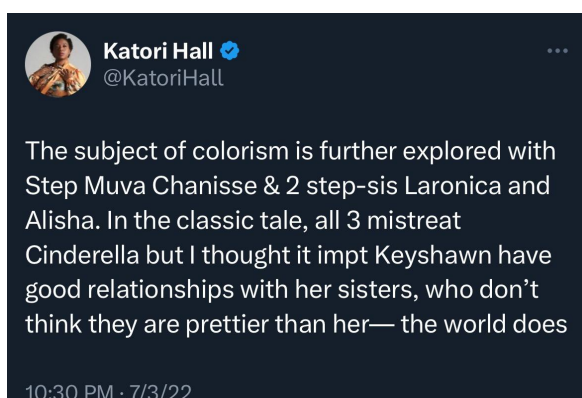 Katori Hall
@KatoriHall
The subject of colorism is further explored with
Step Muva Chanisse & 2 step-sis Laronica and
Alisha. In the classic tale, all 3 mistreat
Cinderella but I thought it impt Keyshawn have
good relationships with her sisters, who don’t
think they are prettier than her— the world does
10:30 PM · 7/3/22